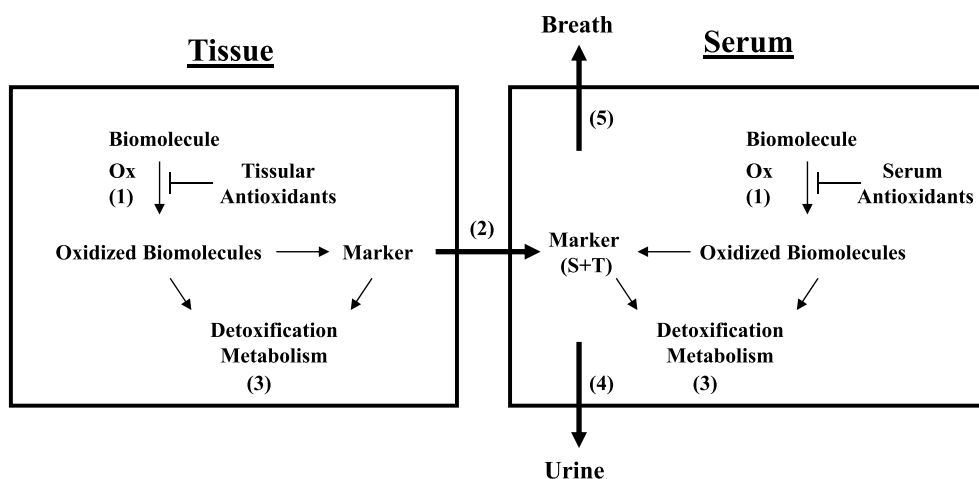 Breath
Tissue
Serum
(5)
Biomolecule
Ox
(1)
Tissular
Antioxidants
Biomolecule
Ox
(1)
Serum
Antioxidants
(2)
Oxidized Biomolecules
Marker
Marker
(S+T)
Oxidized Biomolecules
Detoxification
Metabolism
(3)
Detoxification
Metabolism
(3)
(4)
Urine